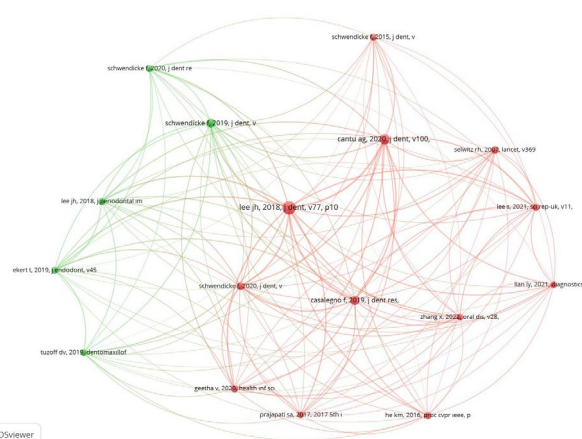 schwendicke f, 2015, j dent, v
schwendicke f, 2020, j dent re
schwendicke f, 2019, j dent, v
cantu ag, 2020, j dent, v100,
selwitz rh, 2007, lancet, v369
lee jh, 2018, j periodontal im
lee jh, 2018, j dent, v77, p10
lee s, 2021, sci rep-uk, v11,
ekert t, 2019, j endodont, v45
schwendicke f, 2020, j dent, v
lian ly, 2021, diagnostics
casalegno f, 2019, j dent res,
zhang x, 2022, oral dis, v28,
tuzoff dv, 2019, dentomaxillof
geetha v, 2020, health inf sci
prajapati sa, 2017, 2017 5th i
he km, 2016, proc cvpr ieee, p
OSviewer